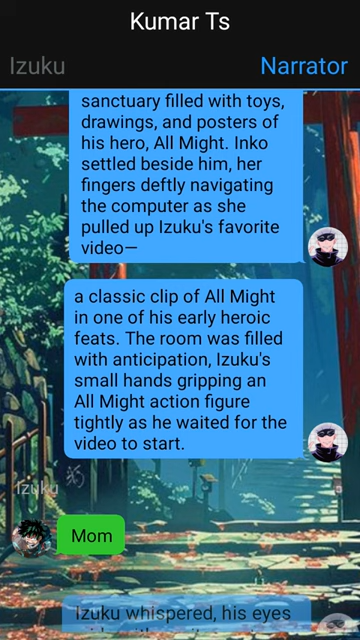 Kumar Ts
Izuku
Narrator
sanctuary filled with toys,
drawings, and posters of
his hero, All Might. Inko
settled beside him, her
fingers deftly navigating
the computer as she
pulled up Izuku's favorite
video—
a classic clip of All Might
in one of his early heroic
feats. The room was filled
with anticipation, Izuku's
small hands gripping an
All Might action figure
tightly as he waited for the
video to start.
Izuku
Mom
Izuku whispered, his eyes